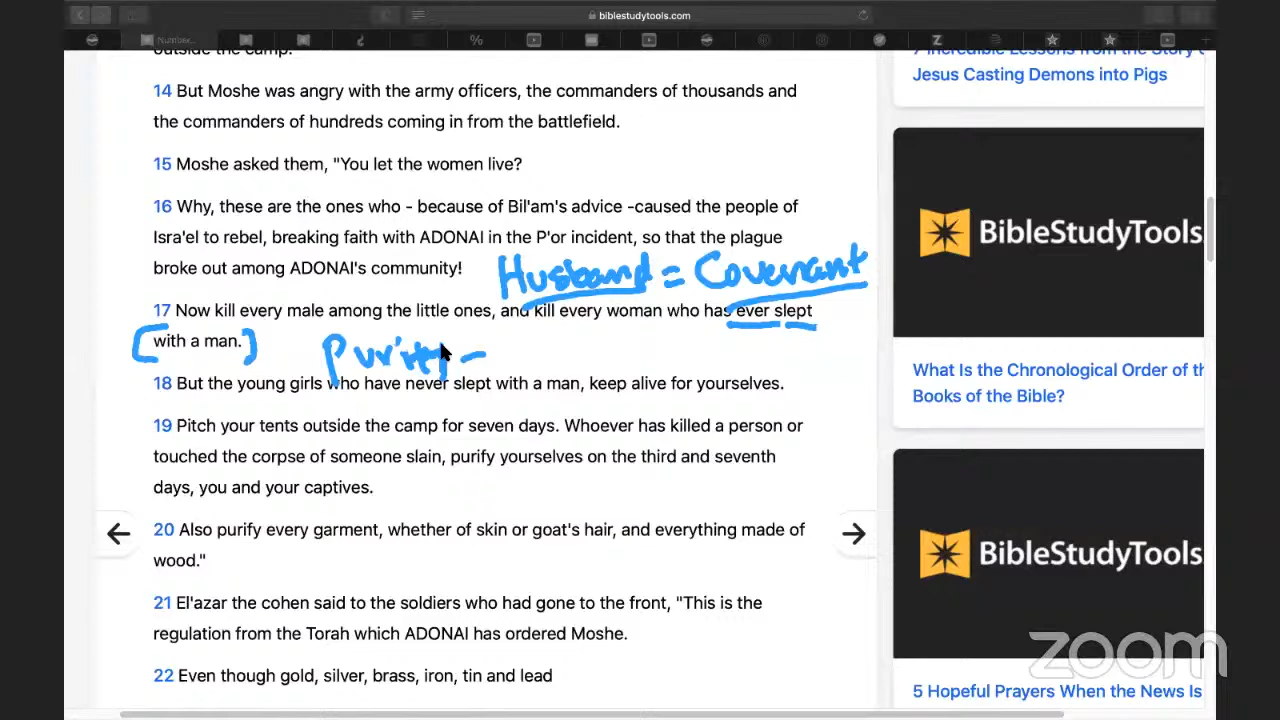 biblestudytools.com
Number...
%
Z
outside the camp.
14 But Moshe was angry with the army officers, the commanders of thousands and
the commanders of hundreds coming in from the battlefield.
15 Moshe asked them, "You let the women live?
16 Why, these are the ones who - because of Bil'am's advice -caused the people of
Isra'el to rebel, breaking faith with ADONAI in the P'or incident, so that the plague
broke out among ADONAI's community!
Husband = Covenant
17 Now kill every male among the little ones, and kill every woman who has ever slept
with a man.
Purity -
18 But the young girls who have never slept with a man, keep alive for yourselves.
19 Pitch your tents outside the camp for seven days. Whoever has killed a person or
touched the corpse of someone slain, purify yourselves on the third and seventh
days, you and your captives.
20 Also purify every garment, whether of skin or goat's hair, and everything made of
wood."
21 El'azar the cohen said to the soldiers who had gone to the front, "This is the
regulation from the Torah which ADONAI has ordered Moshe.
22 Even though gold, silver, brass, iron, tin and lead
7 Incredible Lessons from the Story
Jesus Casting Demons into Pigs
BibleStudyTools
What Is the Chronological Order of th
Books of the Bible?
BibleStudyTools
5 Hopeful Prayers When the News Is
zoom